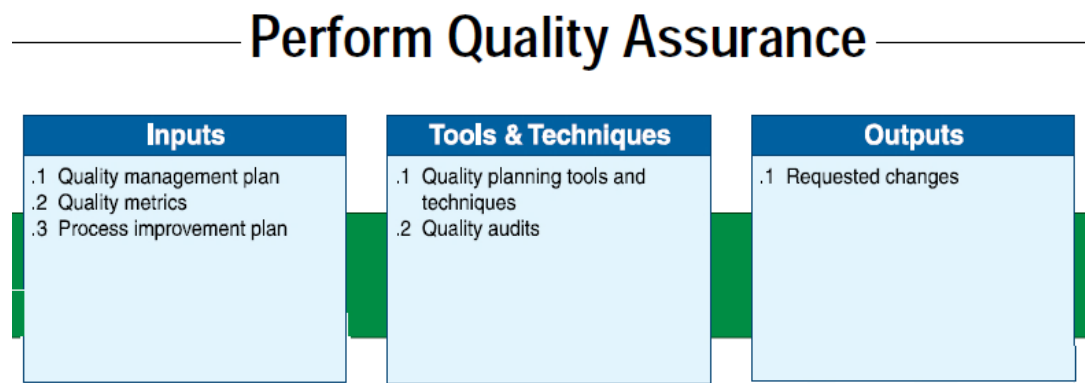 Perform Quality Assurance
Inputs
.1 Quality management plan
.2 Quality metrics
.3 Process improvement plan
Tools & Techniques
.1 Quality planning tools and
techniques
.2 Quality audits
Outputs
.1 Requested changes